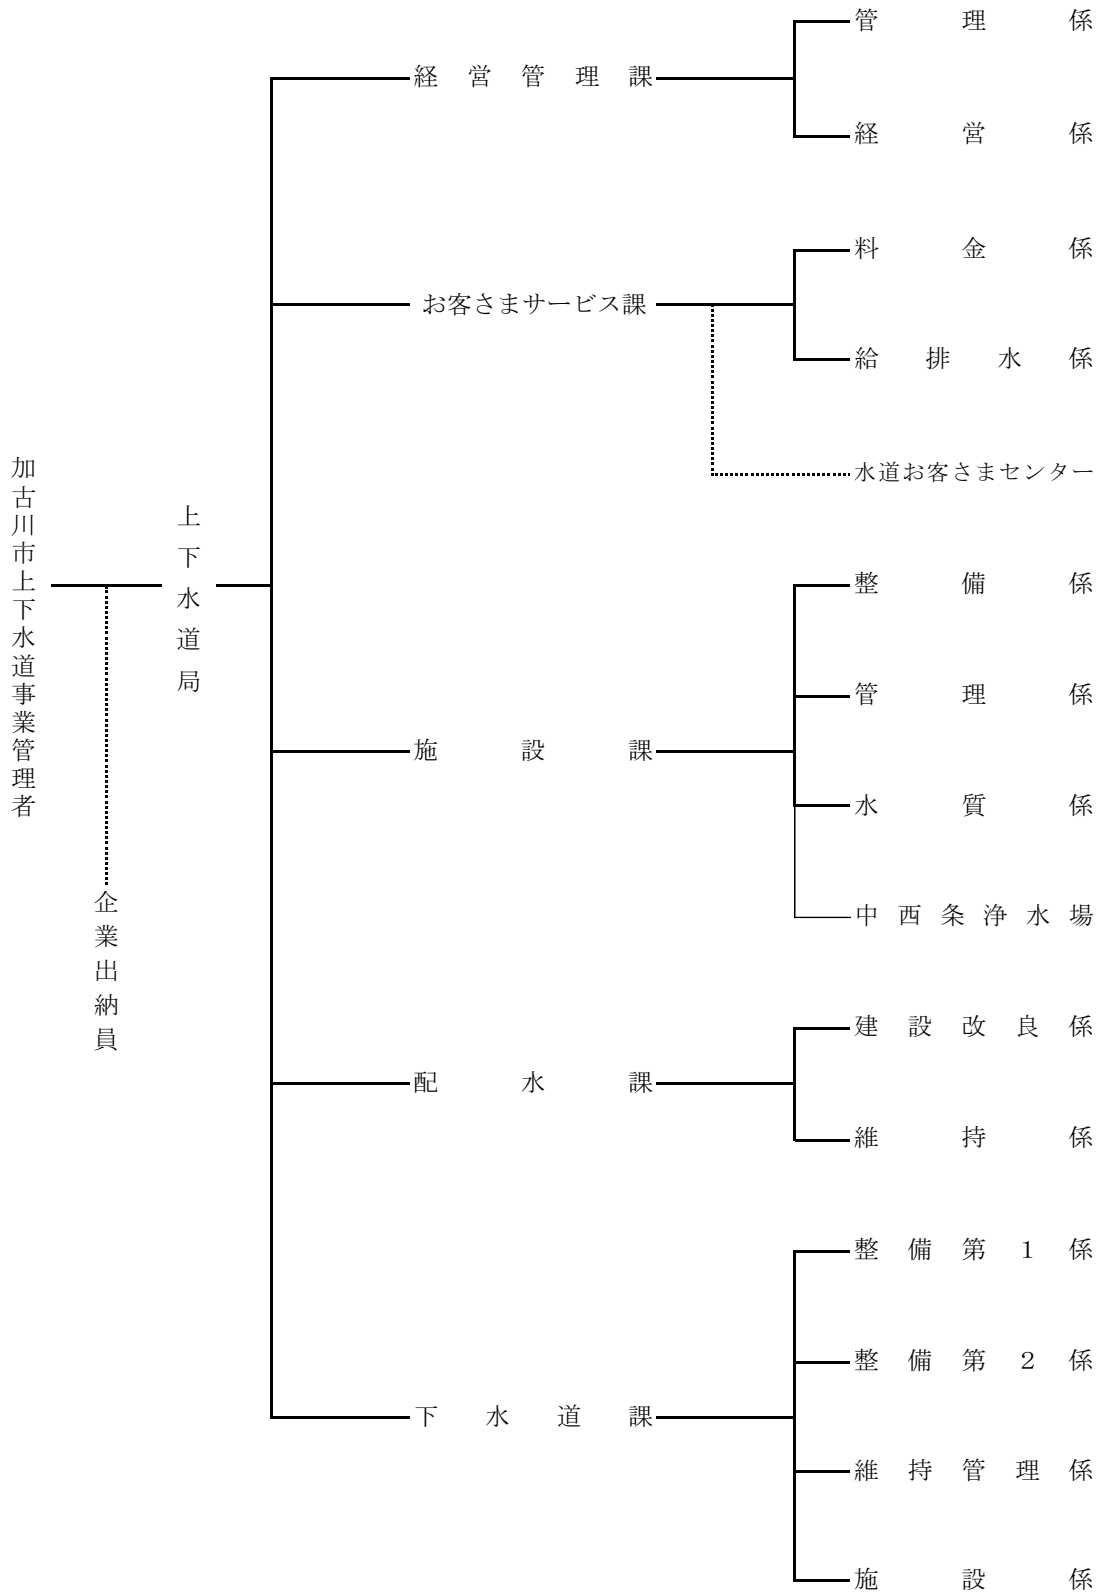 加古川市上下水道事業管理者
企業出納員
上下水道局
経営管理課
管理係
経営係
お客さまサービス課
料金係
給排水係
水道お客さまセンター
施設課
整備係
管理係
水質係
中西条浄水場
配水課
建設改良係
維持係
下水道課
整備第１係
整備第２係
維持管理係
施設係